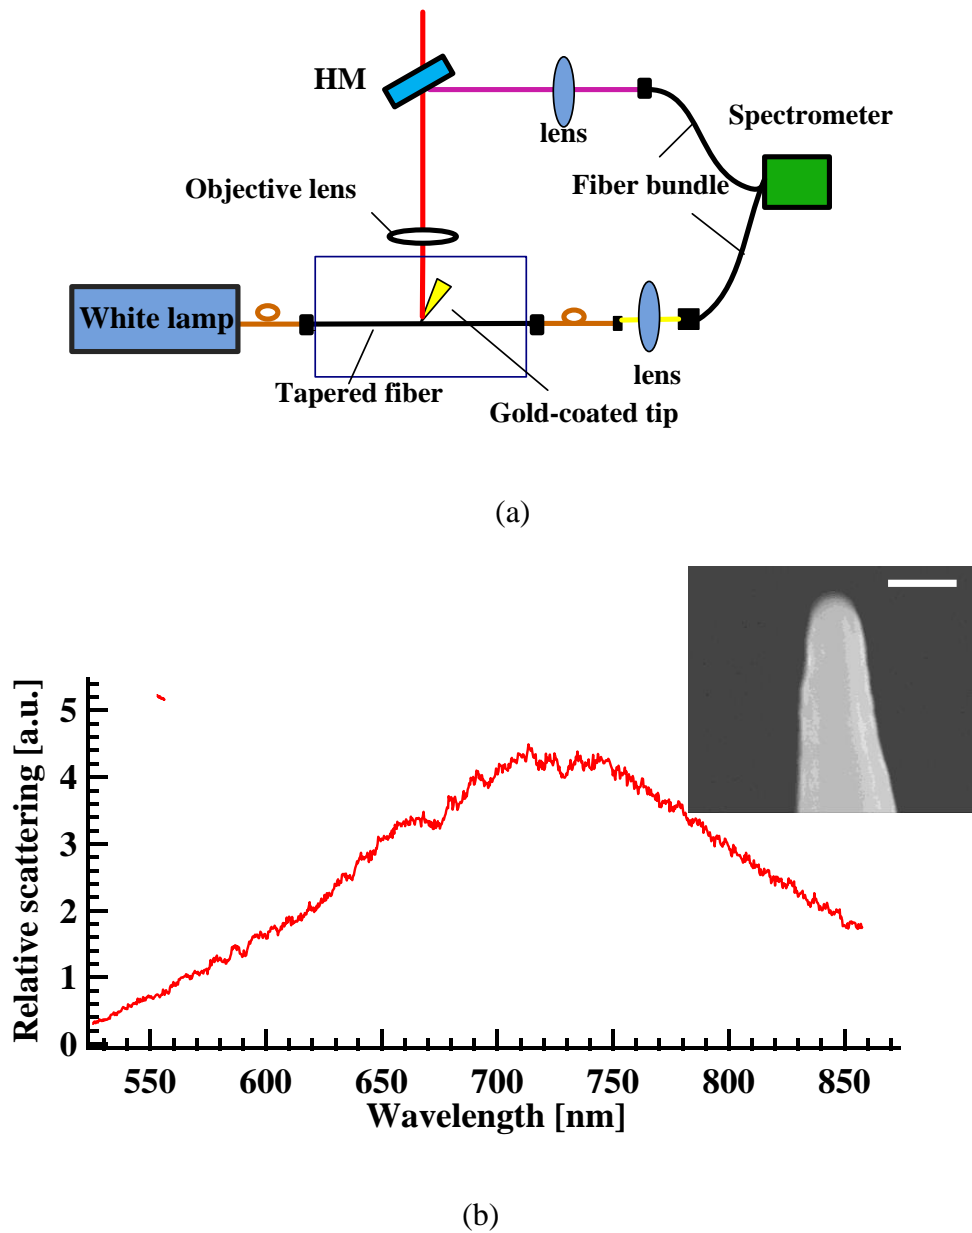 HM
lens
Spectrometer
Objective lens
Fiber bundle
White lamp
lens
Tapered fiber
Gold-coated tip
(a)
Relative scattering [a.u.]
5
4
3
2
1
0
550 600 650 700 750 800 850
Wavelength [nm]
(b)